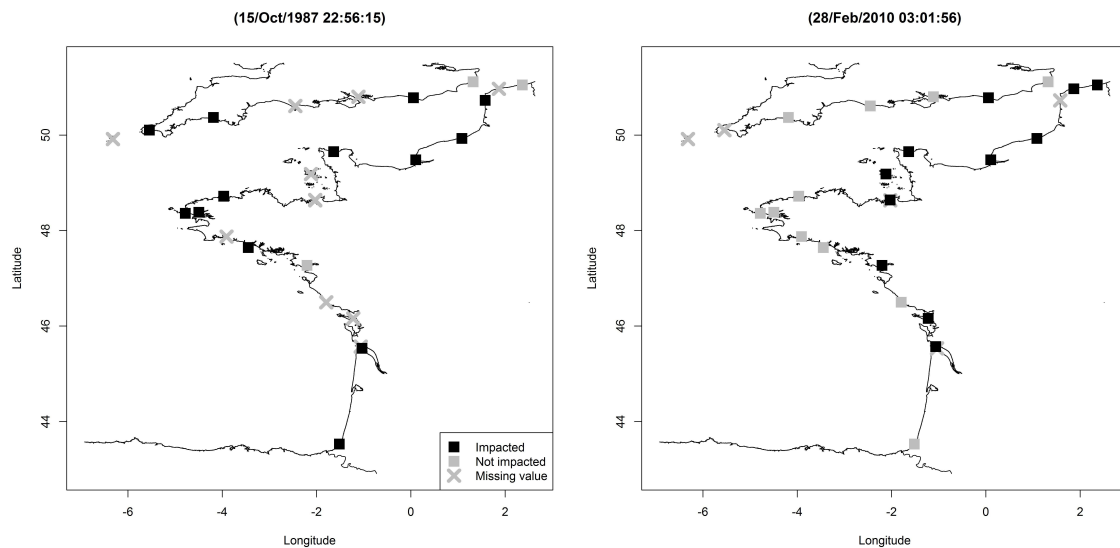 (15/Oct/1987 22:56:15)
50
48
46
44
Latitude
-6
-4
-2
0
2
Longitude
Impacted
Not impacted
Missing value
(28/Feb/2010 03:01:56)
50
48
46
44
Latitude
-6
-4
-2
0
2
Longitude